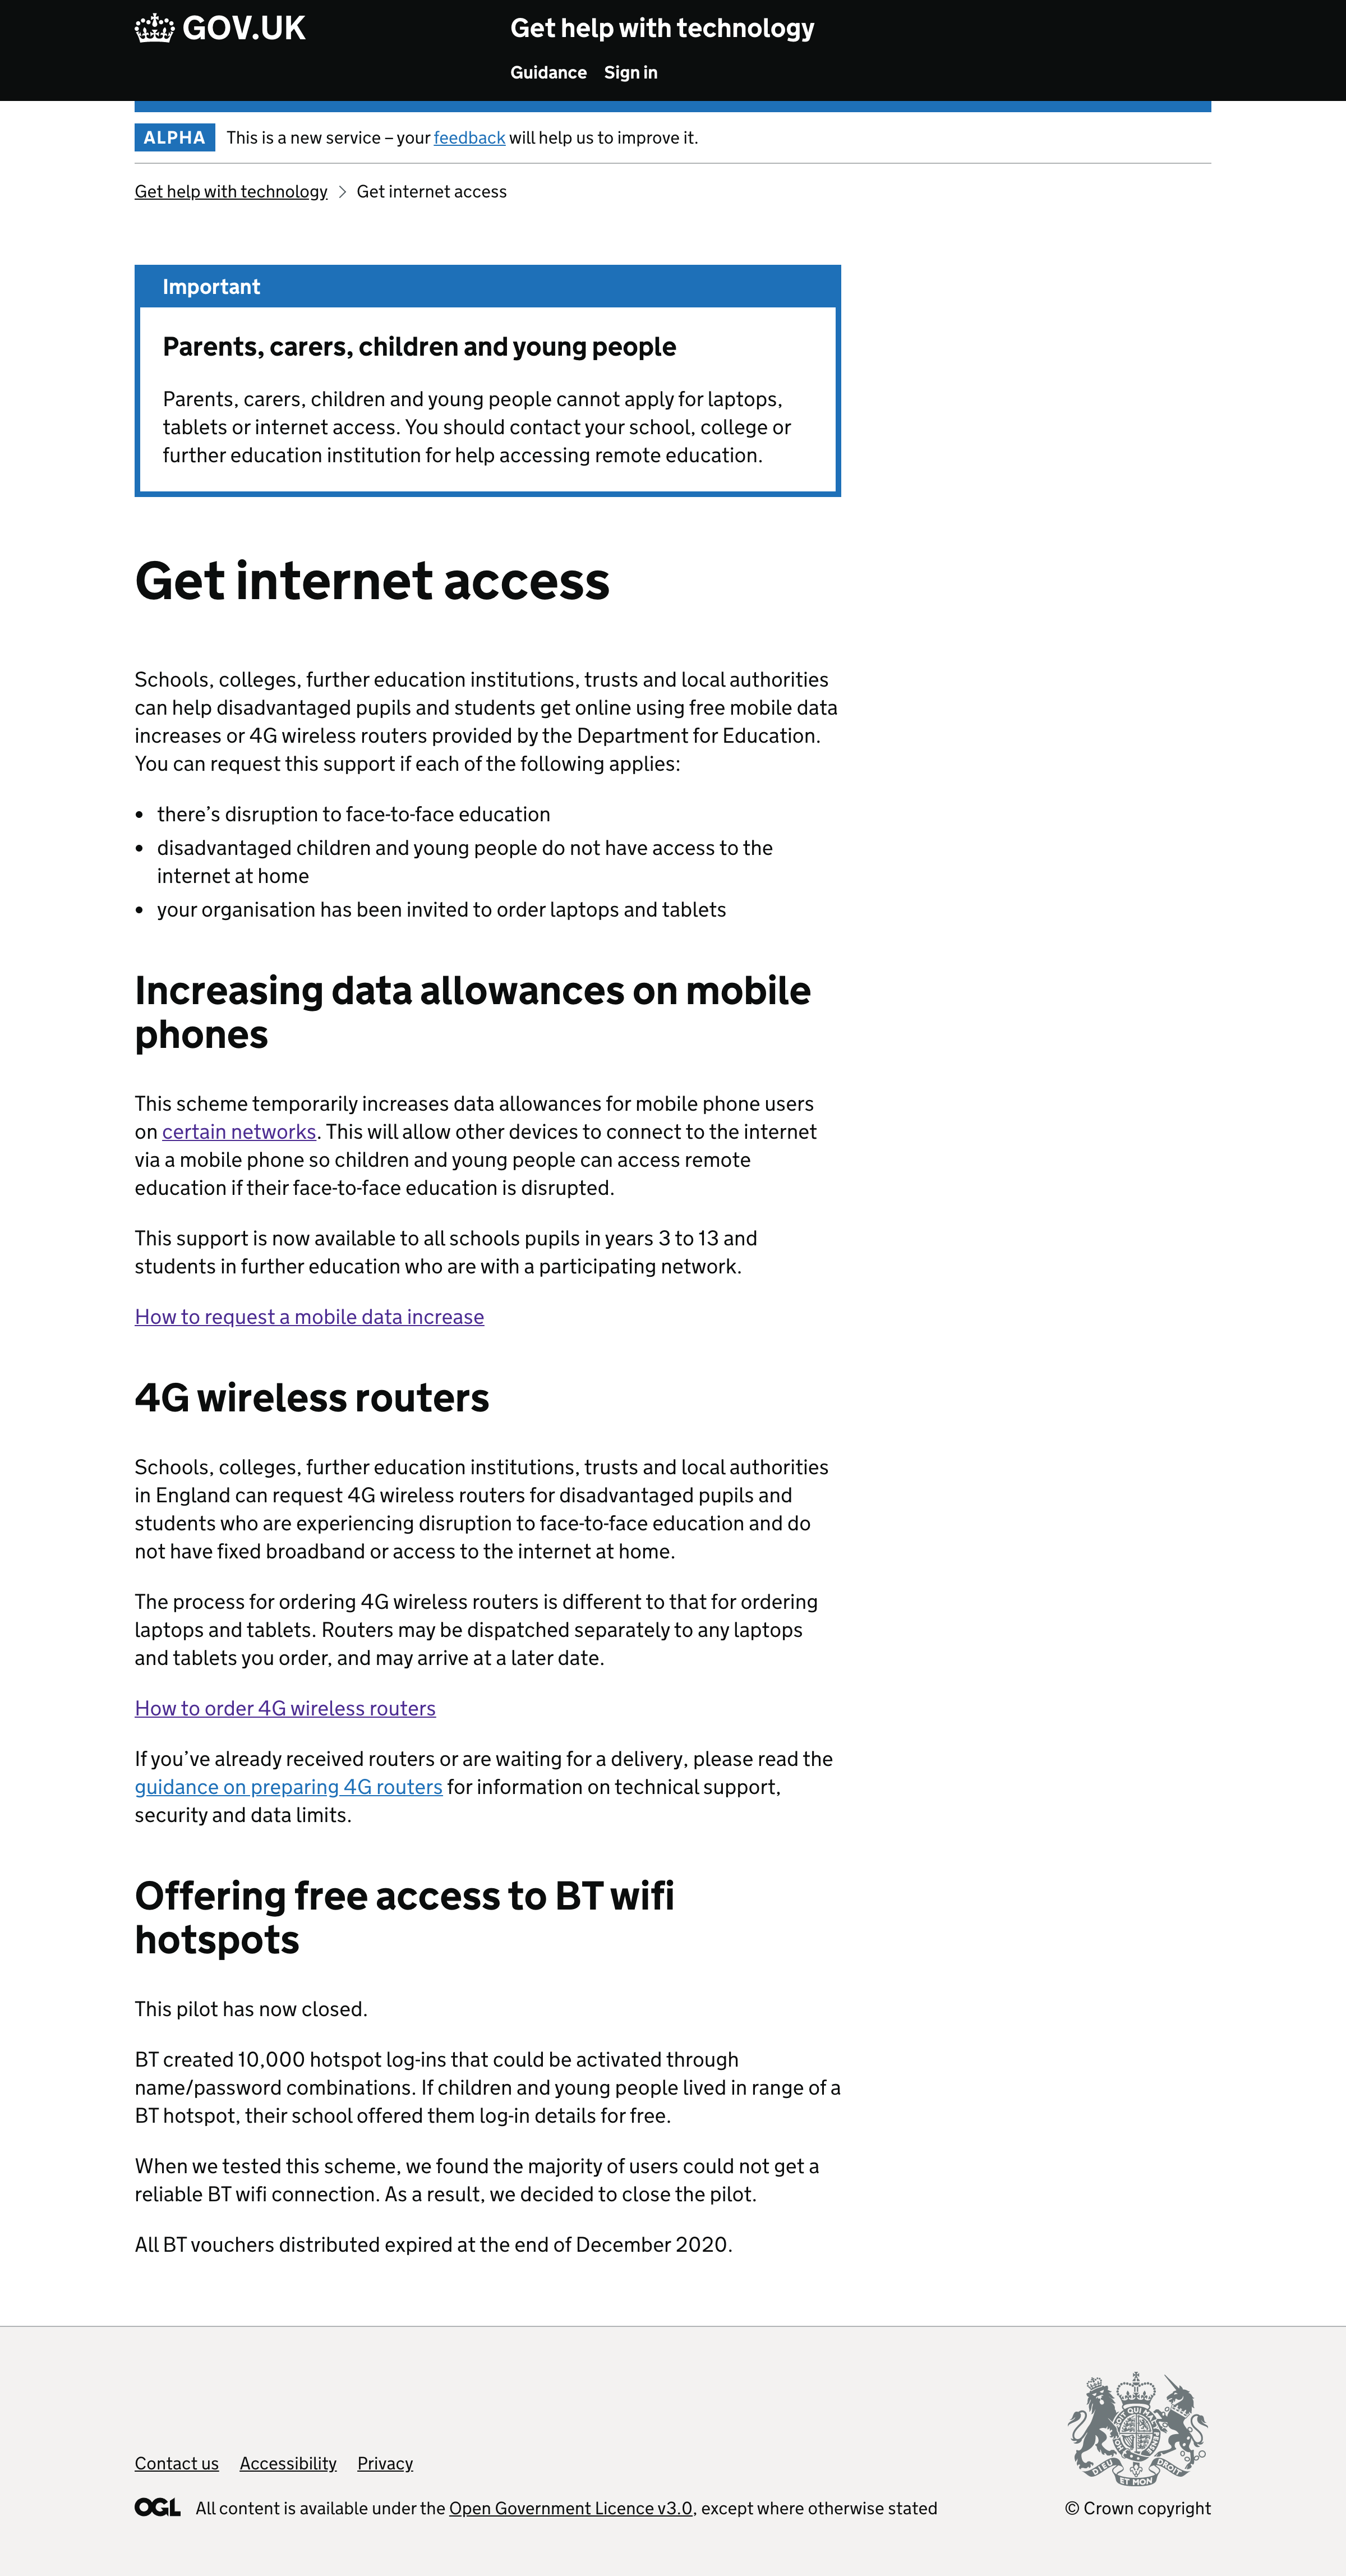 GOV.UK
Get help with technology
Guidance Sign in
ALPHA This is a new service – your feedback will help us to improve it.
Get help with technology Get internet access
Important
Parents, carers, children and young people
Parents, carers, children and young people cannot apply for laptops,
tablets or internet access. You should contact your school, college or
further education institution for help accessing remote education.
Get internet access
Schools, colleges, further education institutions, trusts and local authorities
can help disadvantaged pupils and students get online using free mobile data
increases or 4G wireless routers provided by the Department for Education.
You can request this support if each of the following applies:
• there’s disruption to face-to-face education
• disadvantaged children and young people do not have access to the
internet at home
• your organisation has been invited to order laptops and tablets
Increasing data allowances on mobile
phones
This scheme temporarily increases data allowances for mobile phone users
on certain networks. This will allow other devices to connect to the internet
via a mobile phone so children and young people can access remote
education if their face-to-face education is disrupted.
This support is now available to all schools pupils in years 3 to 13 and
students in further education who are with a participating network.
How to request a mobile data increase
4G wireless routers
Schools, colleges, further education institutions, trusts and local authorities
in England can request 4G wireless routers for disadvantaged pupils and
students who are experiencing disruption to face-to-face education and do
not have fixed broadband or access to the internet at home.
The process for ordering 4G wireless routers is different to that for ordering
laptops and tablets. Routers may be dispatched separately to any laptops
and tablets you order, and may arrive at a later date.
How to order 4G wireless routers
If you’ve already received routers or are waiting for a delivery, please read the
guidance on preparing 4G routers for information on technical support,
security and data limits.
Offering free access to BT wifi
hotspots
This pilot has now closed.
BT created 10,000 hotspot log-ins that could be activated through
name/password combinations. If children and young people lived in range of a
BT hotspot, their school offered them log-in details for free.
When we tested this scheme, we found the majority of users could not get a
reliable BT wifi connection. As a result, we decided to close the pilot.
All BT vouchers distributed expired at the end of December 2020.
Contact us Accessibility Privacy
OGL All content is available under the Open Government Licence v3.0, except where otherwise stated
DIEU ET MON DROIT
© Crown copyright